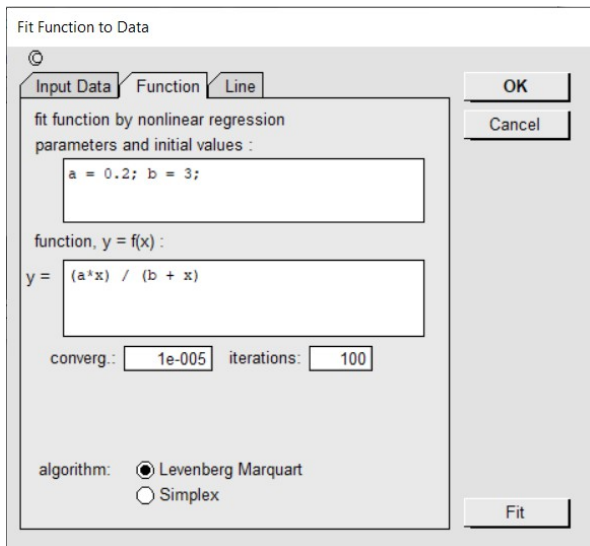 Fit Function to Data
©
Input Data Function Line
OK
Cancel
fit function by nonlinear regression
parameters and initial values :
a = 0.2; b = 3;
function, y = f(x) :
y = (a*x) / (b + x)
converg.: 1e-005 iterations: 100
algorithm: Levenberg Marquart
Simplex
Fit